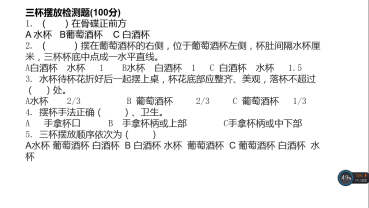 三杯摆放检测题(100分)
1. (  )在骨碟正前方
A 水杯 B葡萄酒杯 C 白酒杯
2. (  )摆在葡萄酒杯的右侧，位于葡萄酒杯左侧，杯肚间隔水杯厘
米，三杯杯底中点成一水平直线。
A白酒杯 水杯 1 B水杯 白酒杯 1 C 白酒杯 水杯 1.5
3. 水杯待杯花折好后一起摆上桌，杯花底部应整齐、美观，落杯不超过
(  )处。
A水杯 2/3 B 葡萄酒杯 2/3 C 葡萄酒杯 1/3
4. 摆杯手法正确(  )、卫生。
A 手拿杯口 B 手拿杯柄或上部 C手拿杯柄或中下部
5. 三杯摆放顺序依次为(  )
A水杯 葡萄酒杯 白酒杯 B 白酒杯 水杯 葡萄酒杯 C 葡萄酒杯 白酒杯 水
杯